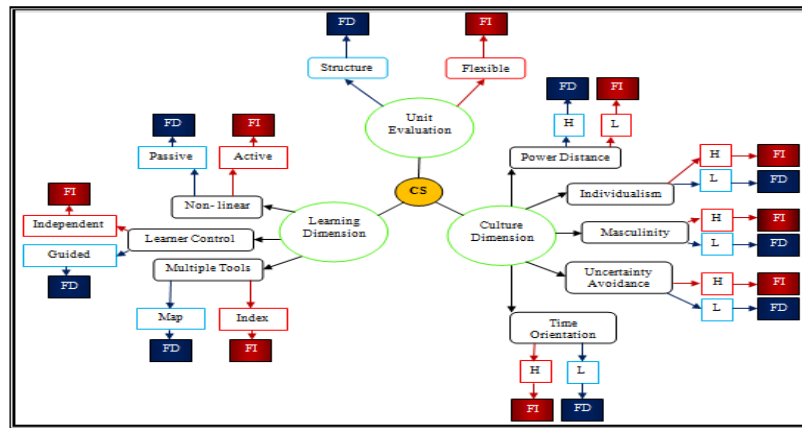 FD
FI
Structure
Flexible
Unit
Evaluation
FD
FI
H
L
Power Distance
FD
FI
Passive
Active
Non- linear
CS
Individualism
H
FI
L
FD
FI
Independent
Learner Control
Guided
FD
Learning
Dimension
Culture
Dimension
Masculinity
H
FI
L
FD
Multiple Tools
Map
Index
FD
FI
Uncertainty
Avoidance
H
FI
L
FD
Time
Orientation
H
L
FI
FD